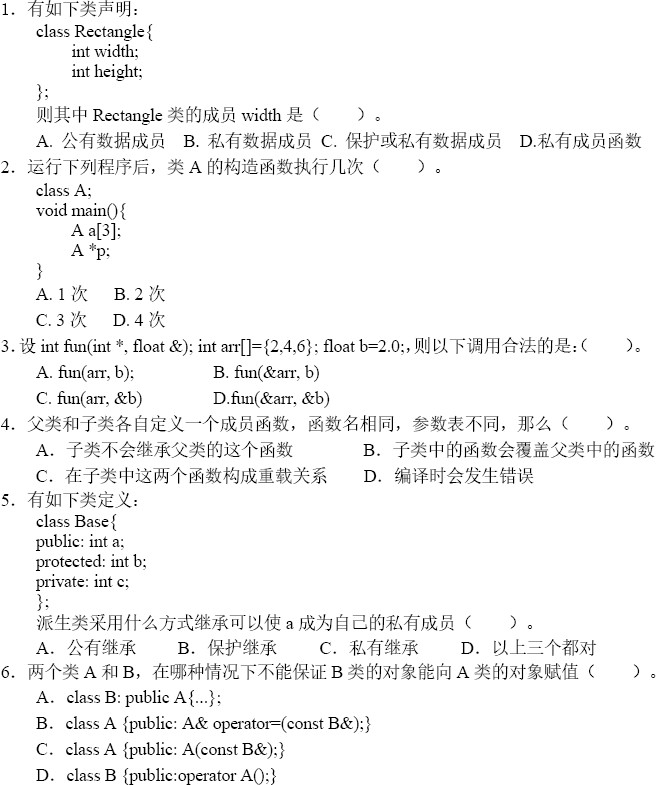 1．有如下类声明：
class Rectangle{
int width;
int height;
};
则其中 Rectangle 类的成员 width 是（　　）。
A. 公有数据成员 B. 私有数据成员 C. 保护或私有数据成员 D.私有成员函数
2．运行下列程序后，类 A 的构造函数执行几次（　　）。
class A;
void main(){
A a[3];
A *p;
}
A. 1 次 B. 2 次
C. 3 次 D. 4 次
3．设 int fun(int *, float &); int arr[]={2,4,6}; float b=2.0;，则以下调用合法的是：（　　）。
A. fun(arr, b); B. fun(&arr, b)
C. fun(arr, &b) D.fun(&arr, &b)
4．父类和子类各自定义一个成员函数，函数名相同，参数表不同，那么（　　）。
A．子类不会继承父类的这个函数 B．子类中的函数会覆盖父类中的函数
C．在子类中这两个函数构成重载关系 D．编译时会发生错误
5．有如下类定义：
class Base{
public: int a;
protected: int b;
private: int c;
};
派生类采用什么方式继承可以使 a 成为自己的私有成员（　　）。
A．公有继承 B．保护继承 C．私有继承 D．以上三个都对
6．两个类 A 和 B，在哪种情况下不能保证 B 类的对象能向 A 类的对象赋值（　　）。
A．class B: public A{...};
B．class A {public: A& operator=(const B&);}
C．class A {public: A(const B&);}
D．class B {public:operator A();}